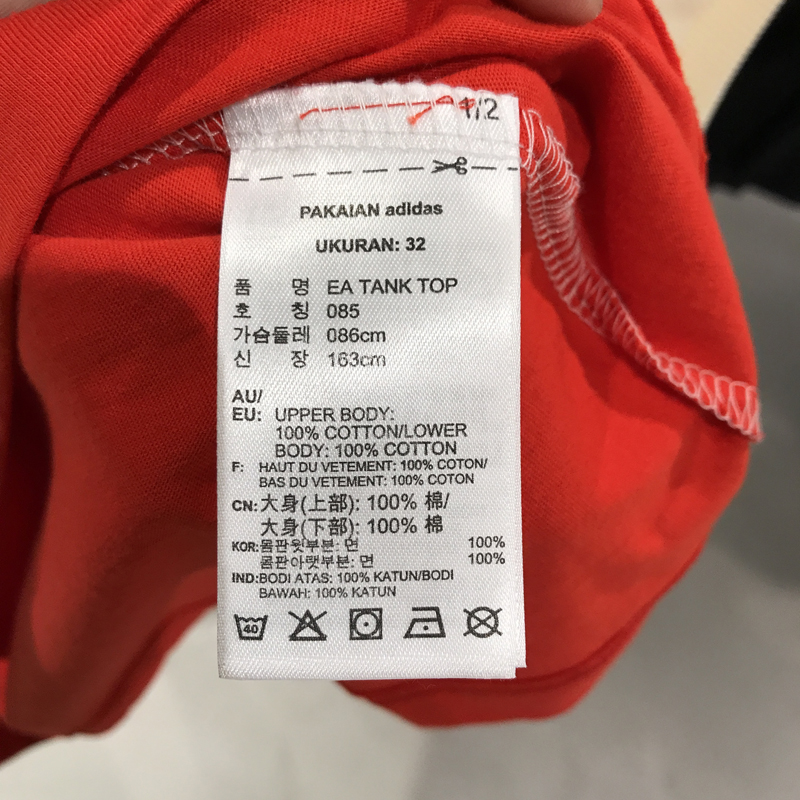 1/2
PAKAIAN adidas
UKURAN: 32
품 명 EA TANK TOP
호 칭 085
가슴둘레 086cm
신 장 163cm
AU/
EU: UPPER BODY:
100% COTTON/LOWER
BODY: 100% COTTON
F: HAUT DU VETEMENT: 100% COTON/
BAS DU VETEMENT: 100% COTON
CN: 大身(上部): 100% 棉/
大身(下部): 100% 棉
KOR: 몸판윗부분: 면 100%
몸판아랫부분: 면 100%
IND: BODI ATAS: 100% KATUN/BODI
BAWAH: 100% KATUN
40